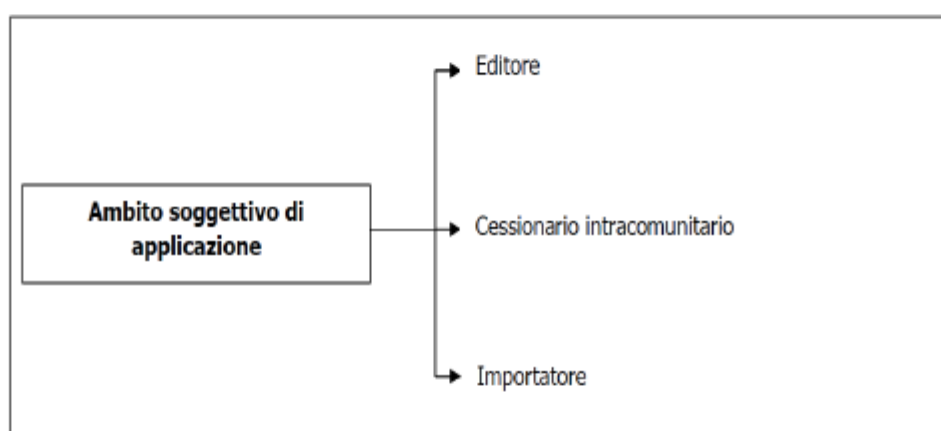 Editore
Ambito soggettivo di
applicazione
Cessionario intracomunitario
Importatore